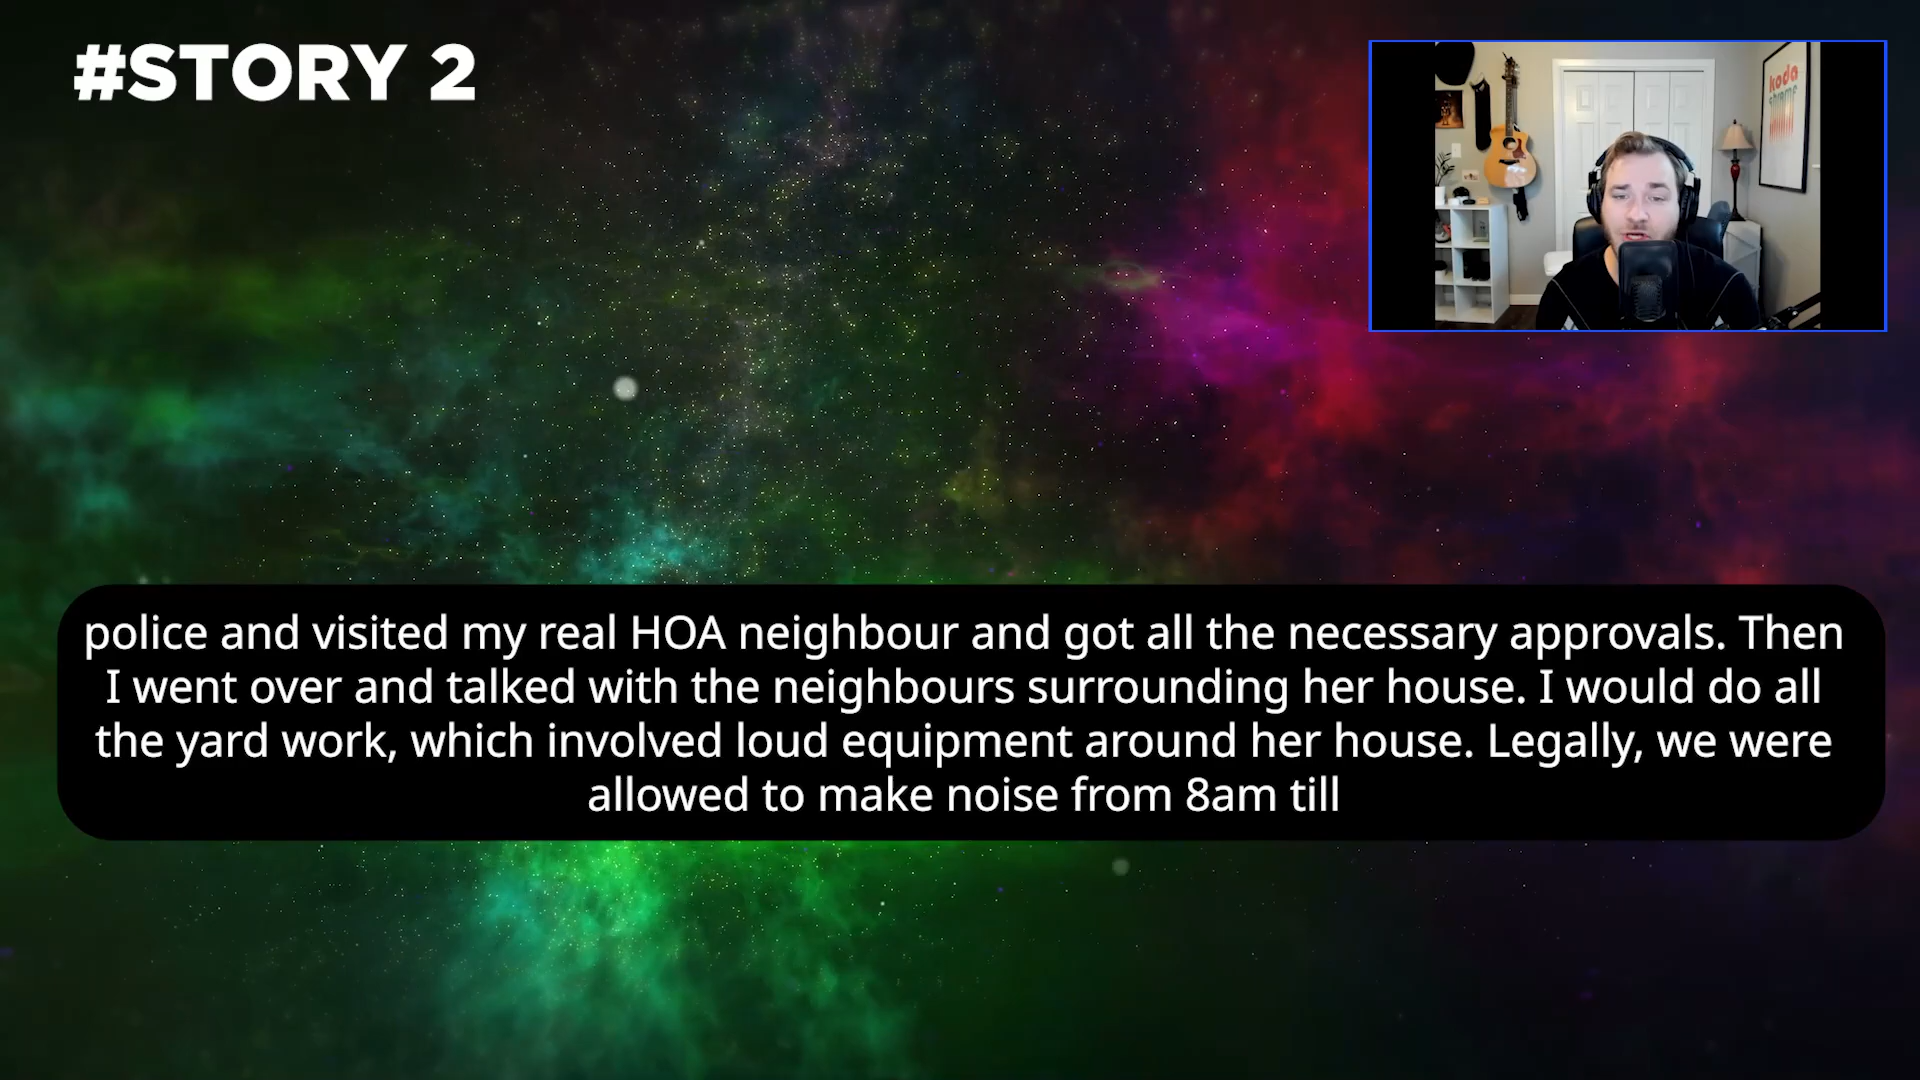 #STORY 2
koda
police and visited my real HOA neighbour and got all the necessary approvals. Then
I went over and talked with the neighbours surrounding her house. I would do all
the yard work, which involved loud equipment around her house. Legally, we were
allowed to make noise from 8am till